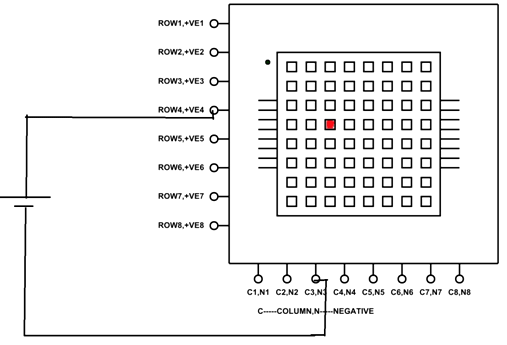 ROW1,+VE1
ROW2,+VE2
ROW3,+VE3
ROW4,+VE4
ROW5,+VE5
ROW6,+VE6
ROW7,+VE7
ROW8,+VE8
C1,N1 C2,N2 C3,N3 C4,N4 C5,N5 C6,N6 C7,N7 C8,N8
C-----COLUMN,N-----NEGATIVE